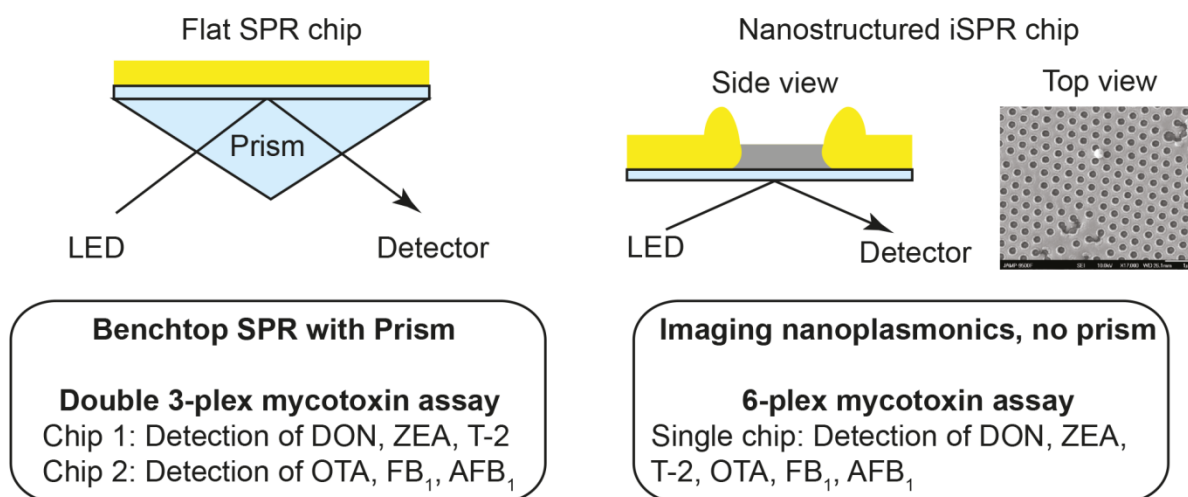 Flat SPR chip
Prism
LED
Detector
Benchtop SPR with Prism
Double 3-plex mycotoxin assay
Chip 1: Detection of DON, ZEA, T-2
Chip 2: Detection of OTA, FB₁, AFB₁
Nanostructured iSPR chip
Side view
Top view
LED
Detector
SEI
Imaging nanoplasmonics, no prism
6-plex mycotoxin assay
Single chip: Detection of DON, ZEA,
T-2, OTA, FB₁, AFB₁